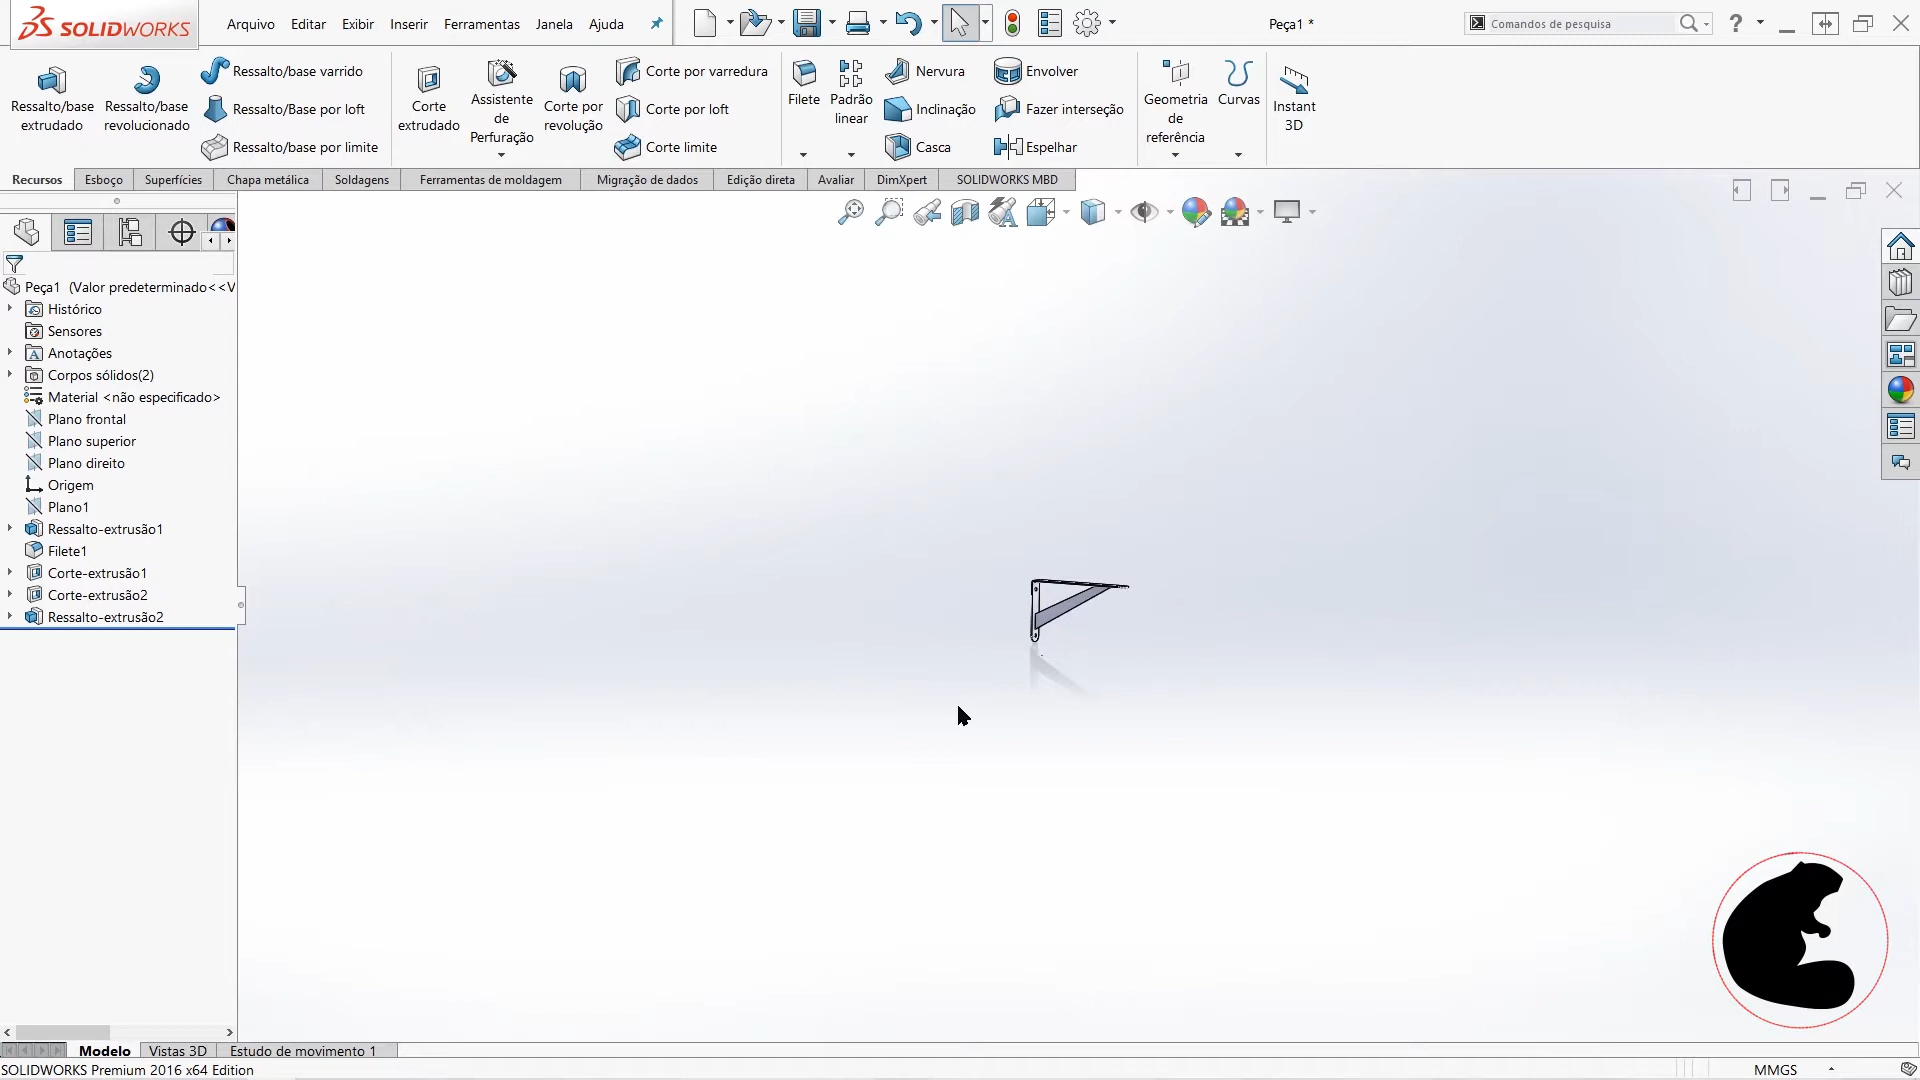 SOLIDWORKS
Arquivo Editar Exibir Inserir Ferramentas Janela Ajuda
Peça1 *
Comandos de pesquisa
?
Ressalto/base extrudado
Ressalto/base revolucionado
Ressalto/base varrido
Ressalto/Base por loft
Ressalto/base por limite
Corte extrudado
Assistente de Perfuração
Corte por revolução
Corte por varredura
Corte por loft
Corte limite
Filete
Padrão linear
Nervura
Inclinação
Casca
Envolver
Fazer interseção
Espelhar
Geometria de referência
Curvas
Instant 3D
Recursos Esboço Superfícies Chapa metálica Soldagens Ferramentas de moldagem Migração de dados Edição direta Avaliar DimXpert SOLIDWORKS MBD
Peça1 (Valor predeterminado<<V
Histórico
Sensores
Anotações
Corpos sólidos(2)
Material <não especificado>
Plano frontal
Plano superior
Plano direito
Origem
Plano1
Ressalto-extrusão1
Filete1
Corte-extrusão1
Corte-extrusão2
Ressalto-extrusão2
Modelo Vistas 3D Estudo de movimento 1
SOLIDWORKS Premium 2016 x64 Edition
MMGS